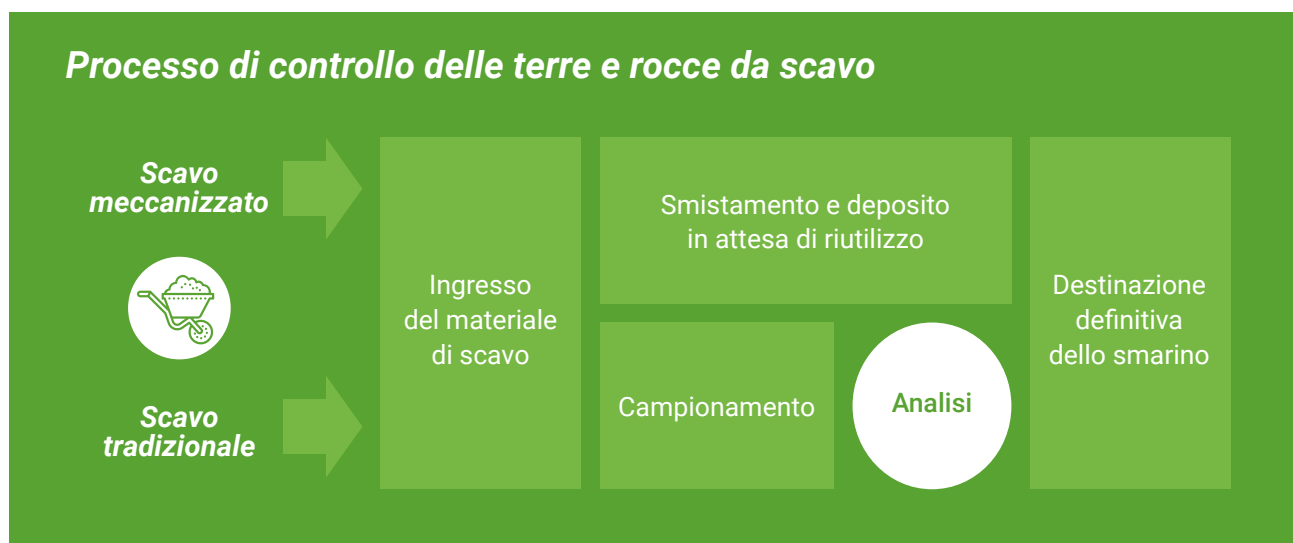 Processo di controllo delle terre e rocce da scavo
Scavo
meccanizzato
Scavo
tradizionale
Ingresso
del materiale
di scavo
Smistamento e deposito
in attesa di riutilizzo
Campionamento
Analisi
Destinazione
definitiva
dello smarino